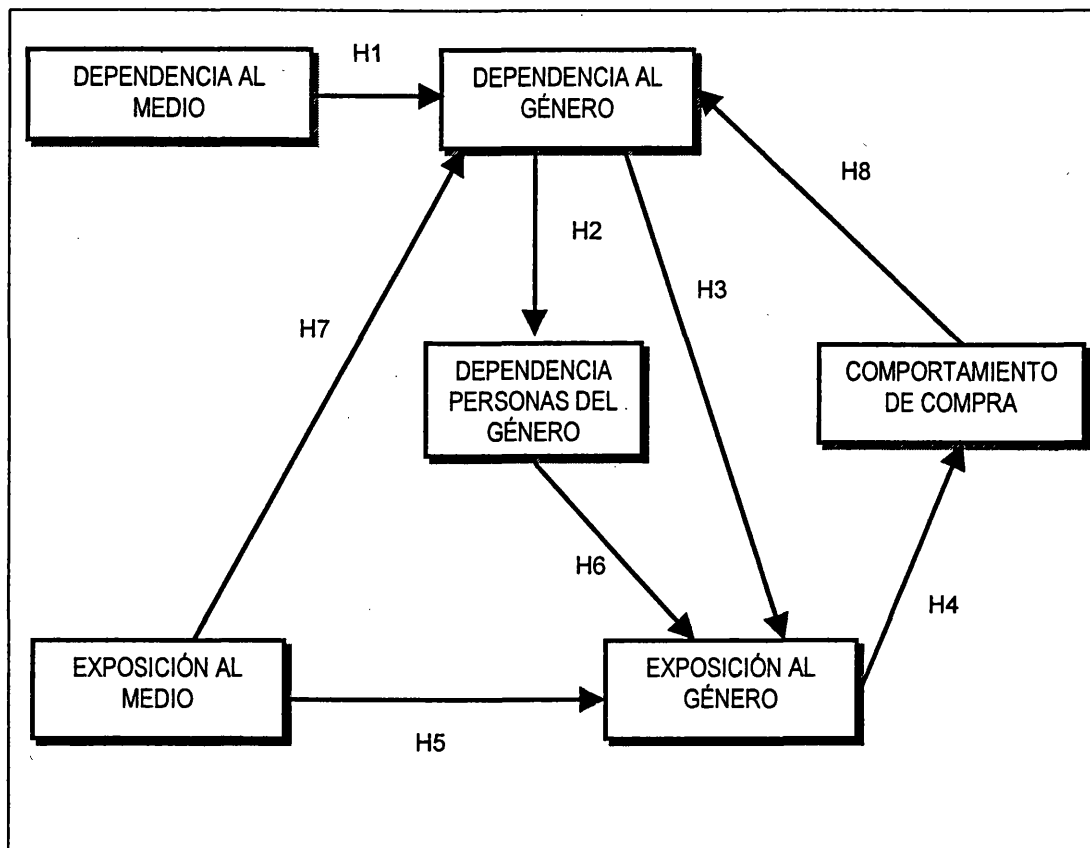 H1
DEPENDENCIA AL
MEDIO
DEPENDENCIA AL
GÉNERO
H8
H2
H3
H7
DEPENDENCIA
PERSONAS DEL
GÉNERO
COMPORTAMIENTO
DE COMPRA
H6
H4
EXPOSICIÓN AL
MEDIO
EXPOSICIÓN AL
GÉNERO
H5